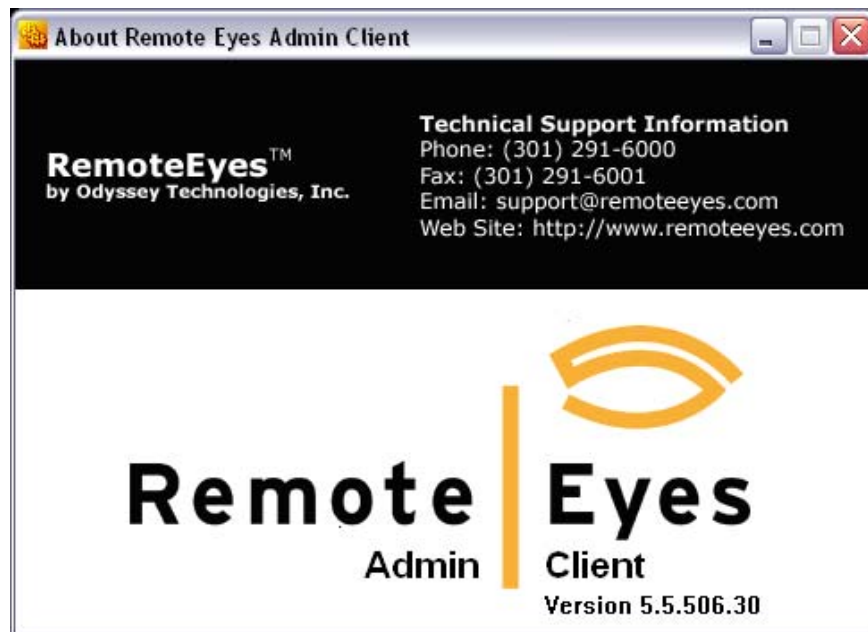 About Remote Eyes Admin Client
RemoteEyes™
by Odyssey Technologies, Inc.
Technical Support Information
Phone: (301) 291-6000
Fax: (301) 291-6001
Email: support@remoteeyes.com
Web Site: http://www.remoteeyes.com
Remote Eyes
Admin Client
Version 5.5.506.30